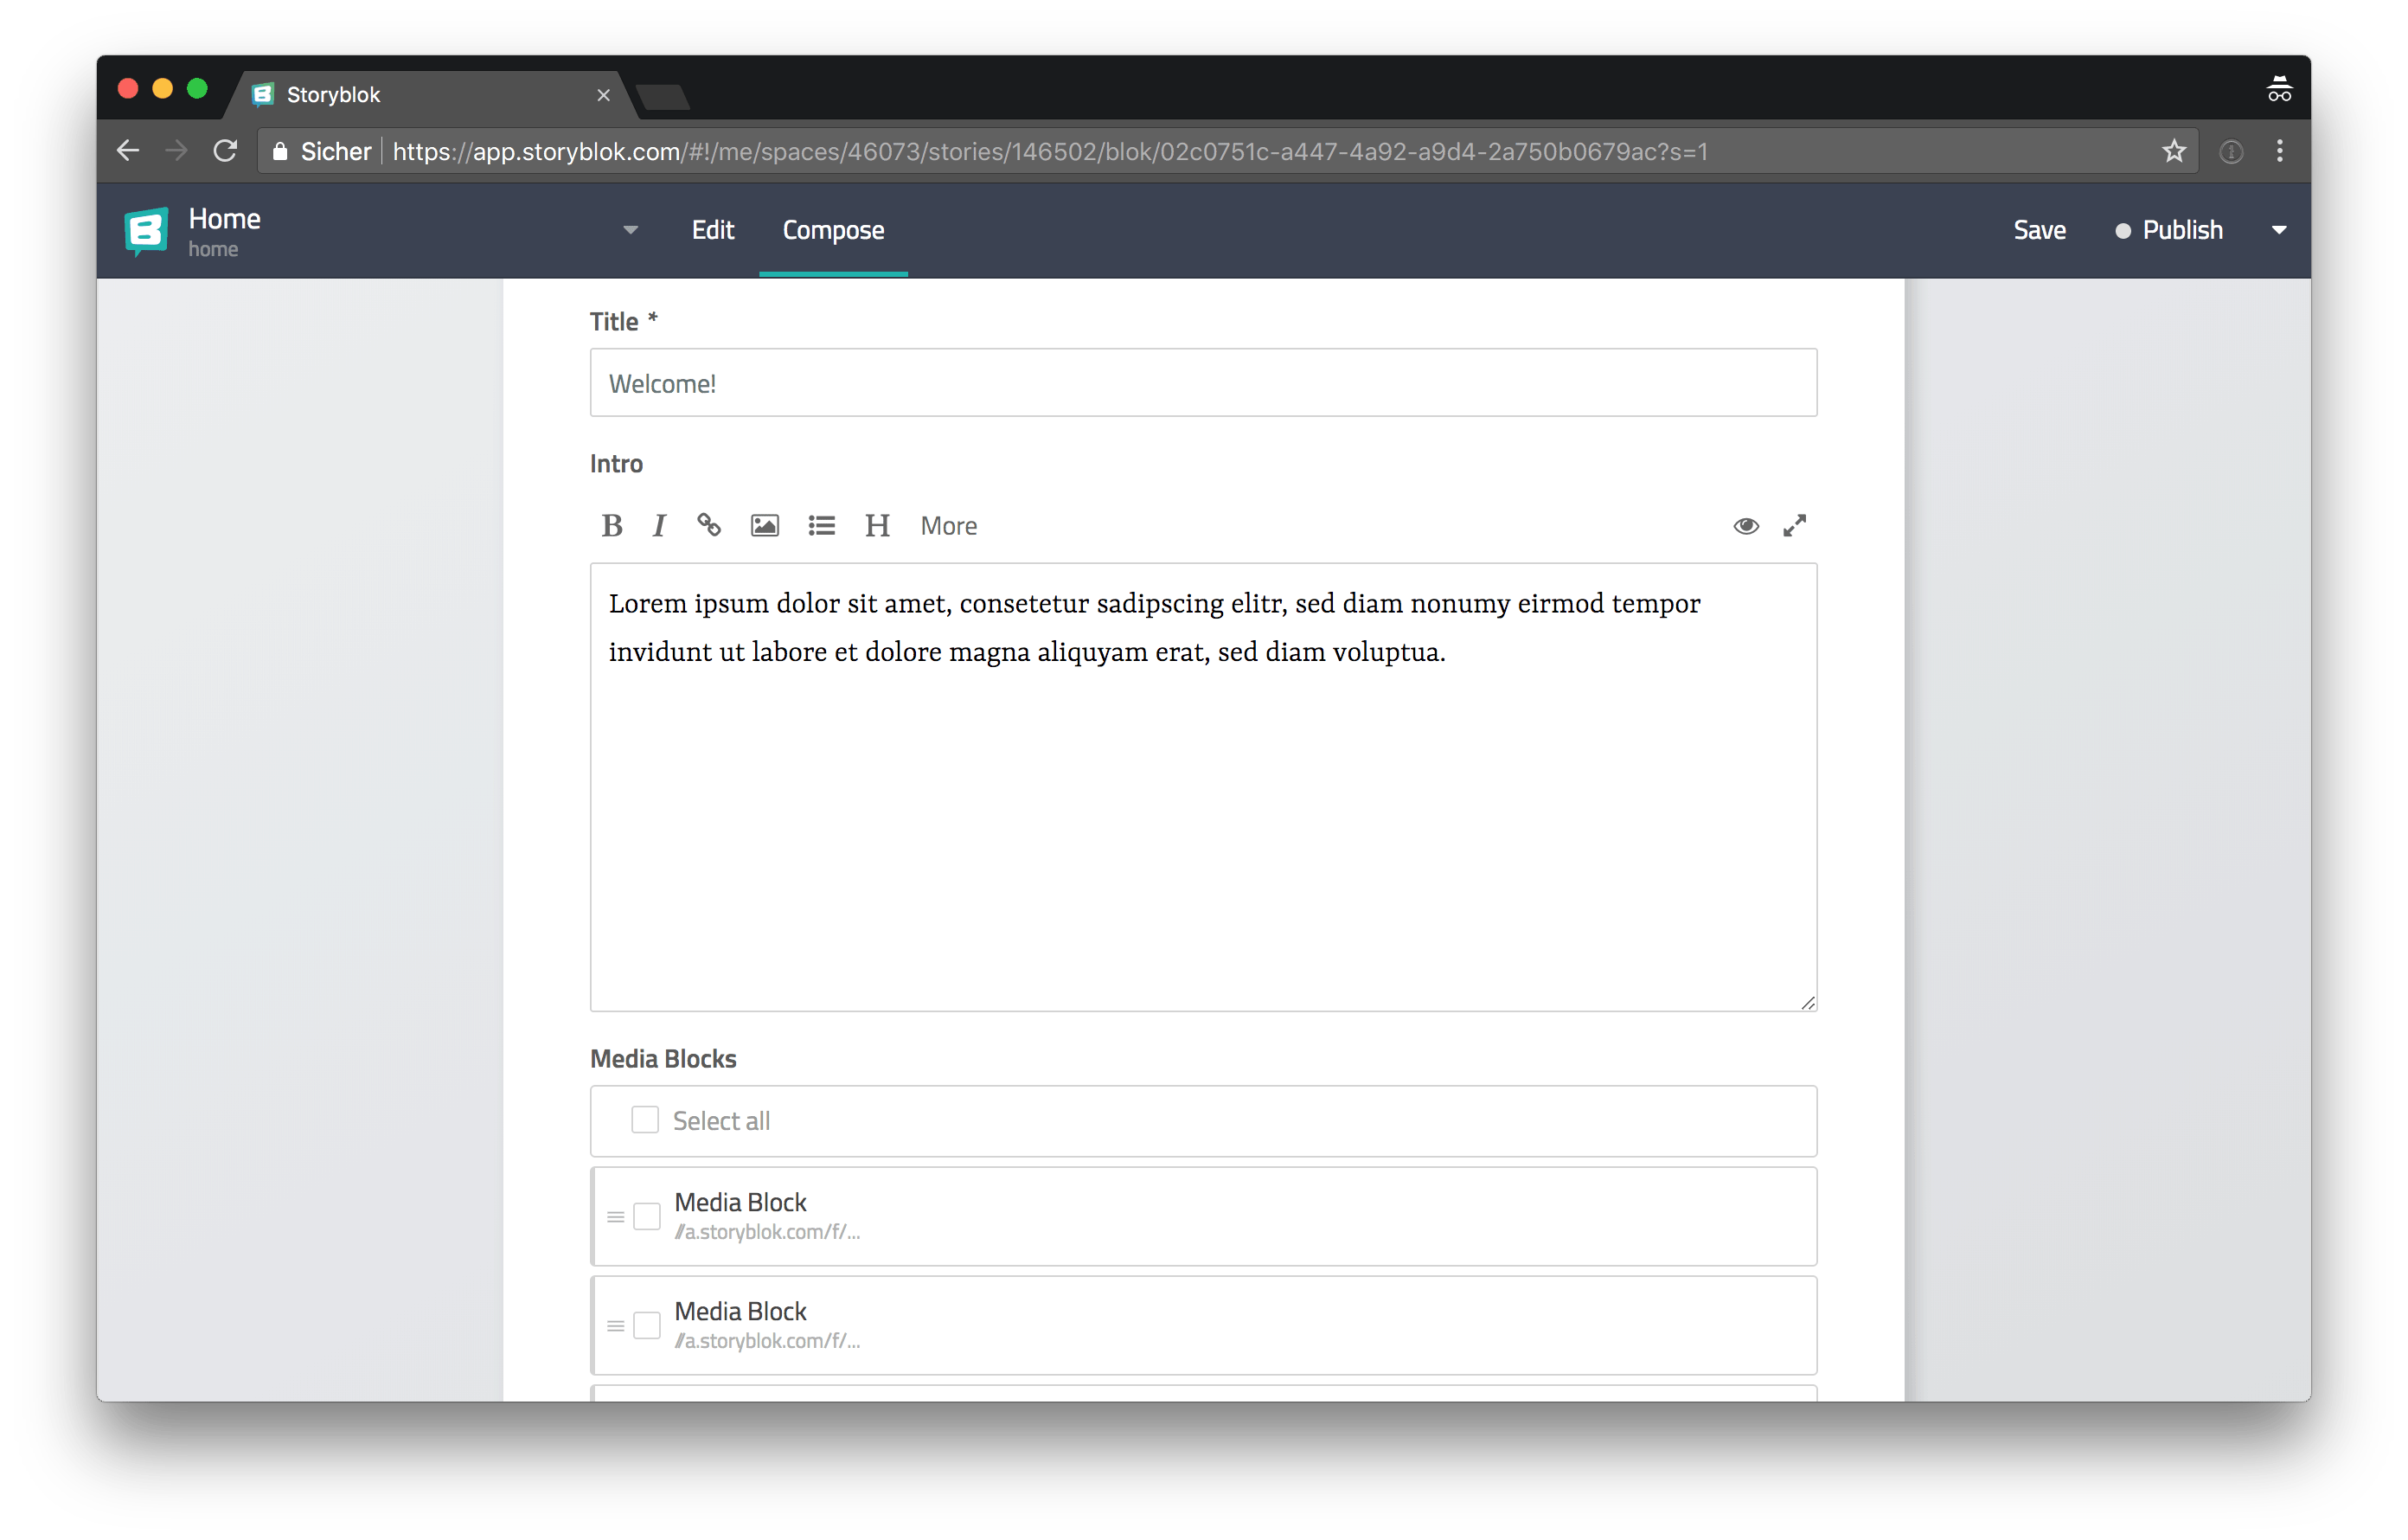 Storyblok
Sicher https://app.storyblok.com/#!/me/spaces/46073/stories/146502/blok/02c0751c-a447-4a92-a9d4-2a750b0679ac?s=1
Home
home
Edit Compose Save Publish
Title *
Welcome!
Intro
B I H More
Lorem ipsum dolor sit amet, consetetur sadipscing elitr, sed diam nonumy eirmod tempor
invidunt ut labore et dolore magna aliquyam erat, sed diam voluptua.
Media Blocks
Select all
Media Block
//a.storyblok.com/f/...
Media Block
//a.storyblok.com/f/...